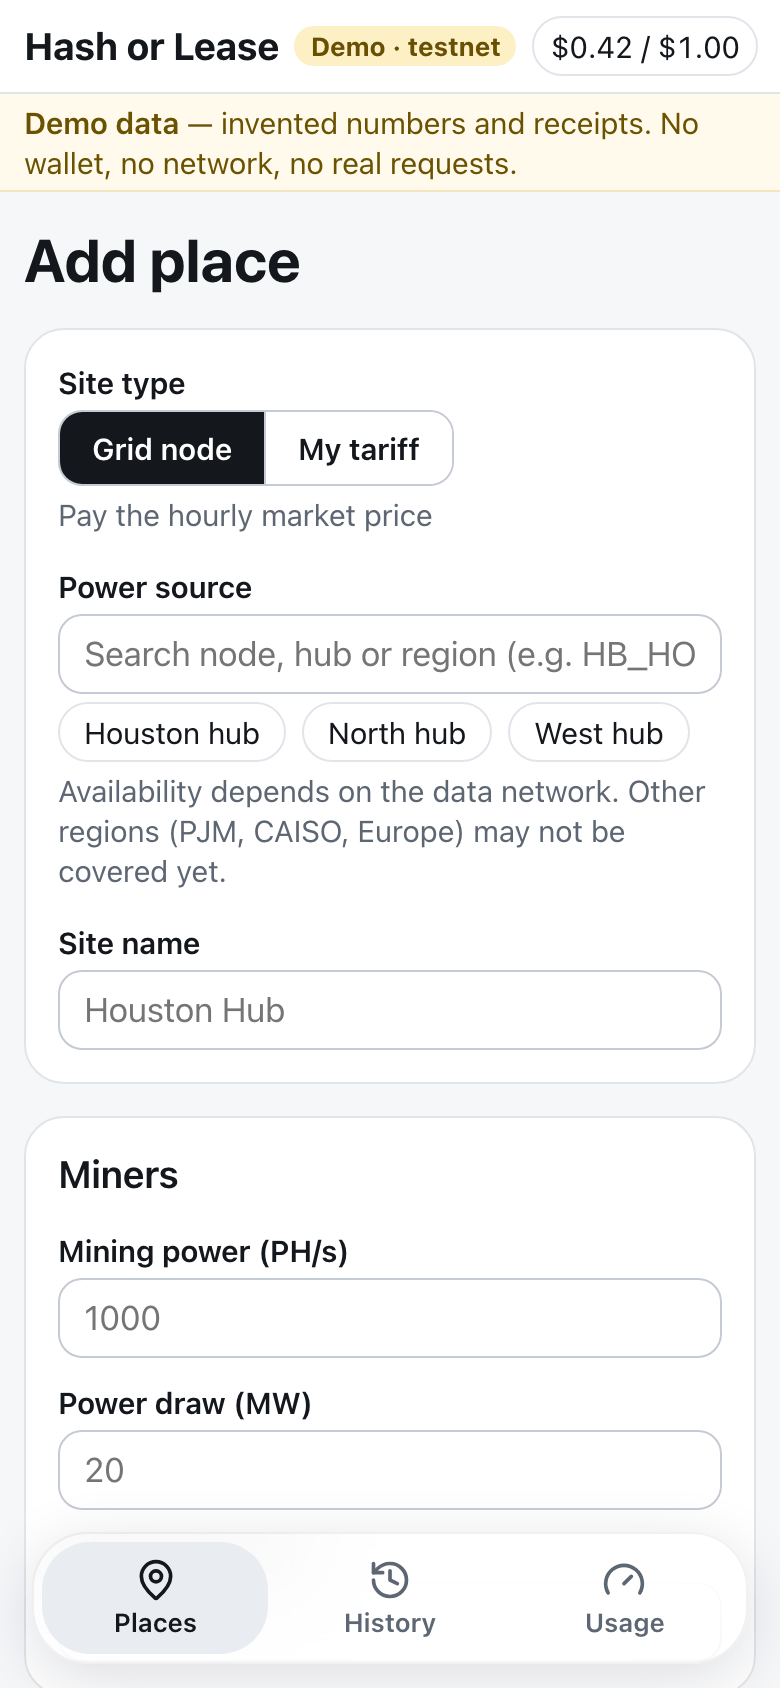 Hash or Lease
Demo · testnet
$0.42 / $1.00
Demo data — invented numbers and receipts. No
wallet, no network, no real requests.
Add place
Site type
Grid node
My tariff
Pay the hourly market price
Power source
Search node, hub or region (e.g. HB_HO
Houston hub
North hub
West hub
Availability depends on the data network. Other
regions (PJM, CAISO, Europe) may not be
covered yet.
Site name
Houston Hub
Miners
Mining power (PH/s)
1000
Power draw (MW)
20
Places
History
Usage